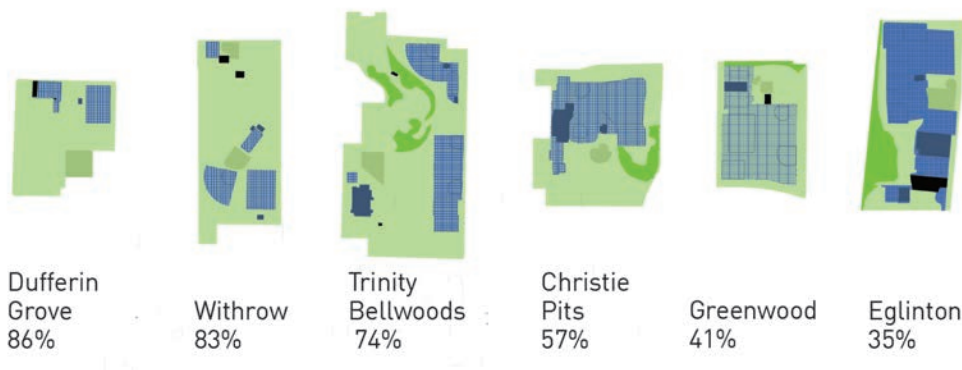 Dufferin
Grove
86%
Withrow
83%
Trinity
Bellwoods
74%
Christie
Pits
57%
Greenwood
41%
Eglinton
35%